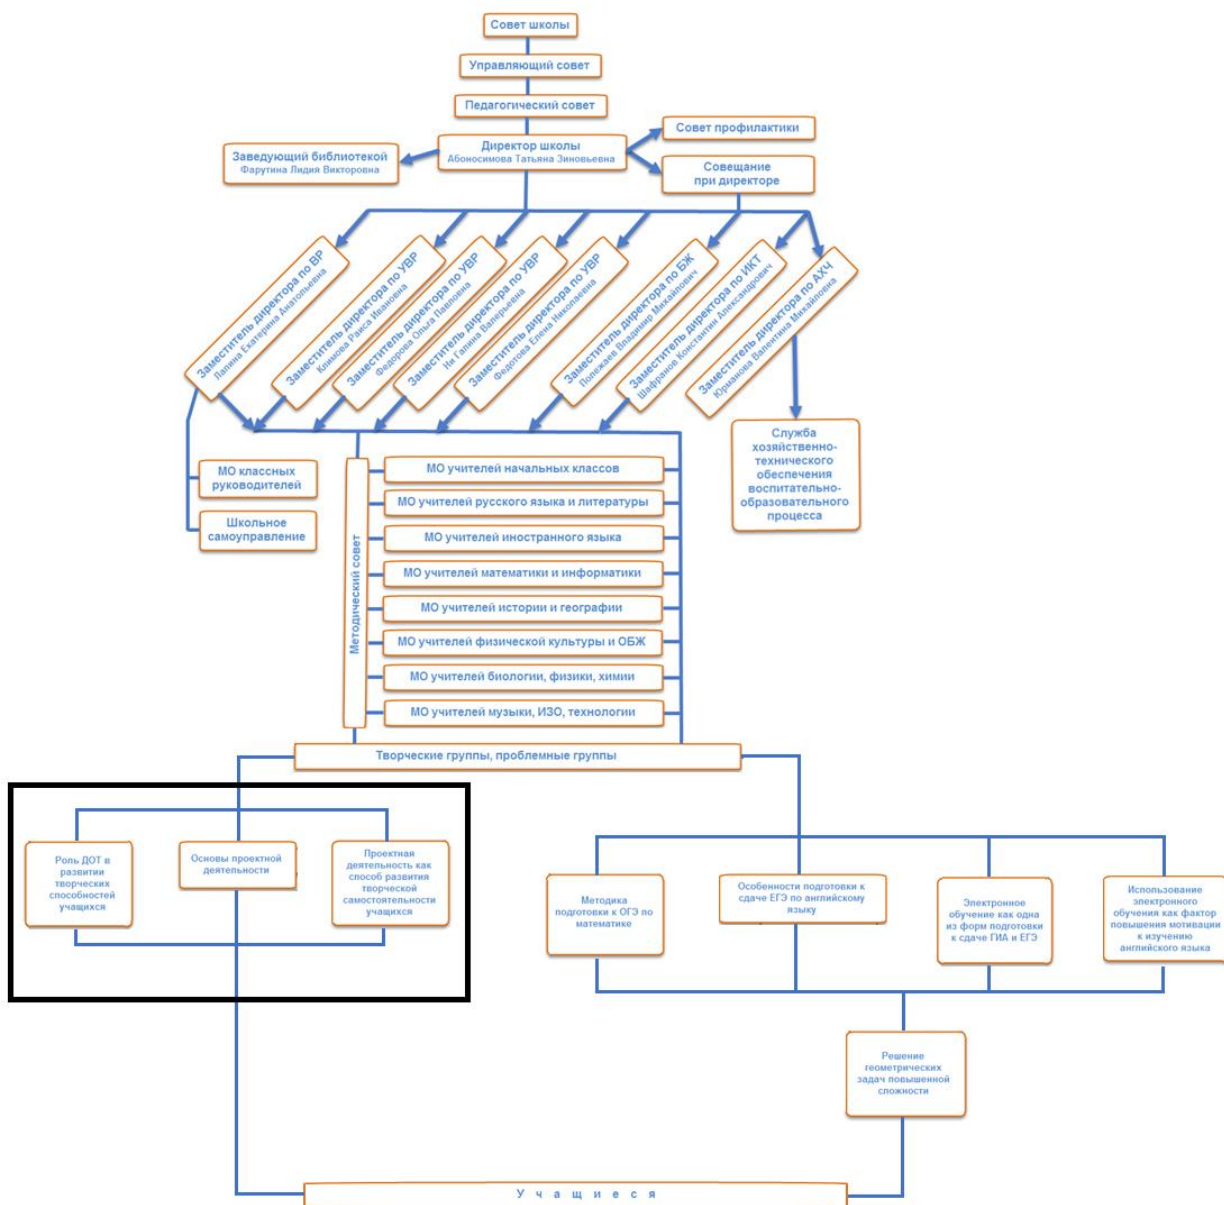 Совет школы
Управляющий совет
Педагогический совет
Директор школы
Абоносимова Татьяна Зиновьевна
Совет профилактики
Заведующий библиотекой
Фарутина Лидия Викторовна
Совещание
при директоре
Заместитель директора по ВР
Лапина Екатерина Анатольевна
Заместитель директора по УВР
Климова Раиса Ивановна
Заместитель директора по УВР
Федорова Ольга Павловна
Заместитель директора по УВР
Ни Галина Валерьевна
Заместитель директора по УВР
Федотова Елена Николаевна
Заместитель директора по БЖ
Полежаев Владимир Михайлович
Заместитель директора по ИКТ
Шафранов Константин Александрович
Заместитель директора по АХЧ
Юрманова Валентина Михайловна
МО классных
руководителей
Школьное
самоуправление
Методический совет
МО учителей начальных классов
МО учителей русского языка и литературы
МО учителей иностранного языка
МО учителей математики и информатики
МО учителей истории и географии
МО учителей физической культуры и ОБЖ
МО учителей биологии, физики, химии
МО учителей музыки, ИЗО, технологии
Служба
хозяйственно-
технического
обеспечения
воспитательно-
образовательного
процесса
Творческие группы, проблемные группы
Роль ДОТ в
развитии
творческих
способностей
учащихся
Основы проектной
деятельности
Проектная
деятельность как
способ развития
творческой
самостоятельности
учащихся
Методика
подготовки к ОГЭ по
математике
Особенности подготовки к
сдаче ЕГЭ по английскому
языку
Электронное
обучение как одна
из форм подготовки
к сдаче ГИА и ЕГЭ
Использование
электронного
обучения как фактор
повышения мотивации
к изучению
английского языка
Решение
геометрических
задач повышенной
сложности
У ч а щ и е с я